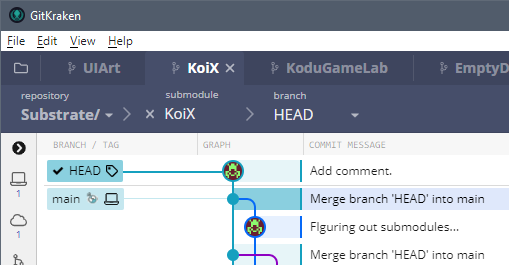 GitKraken
File Edit View Help
UIArt KoiX KoduGameLab EmptyD
repository submodule branch
Substrate/ KoiX HEAD
BRANCH / TAG GRAPH COMMIT MESSAGE
HEAD Add comment.
main Merge branch 'HEAD' into main
1
FIguring out submodules...
1
Merge branch 'HEAD' into main